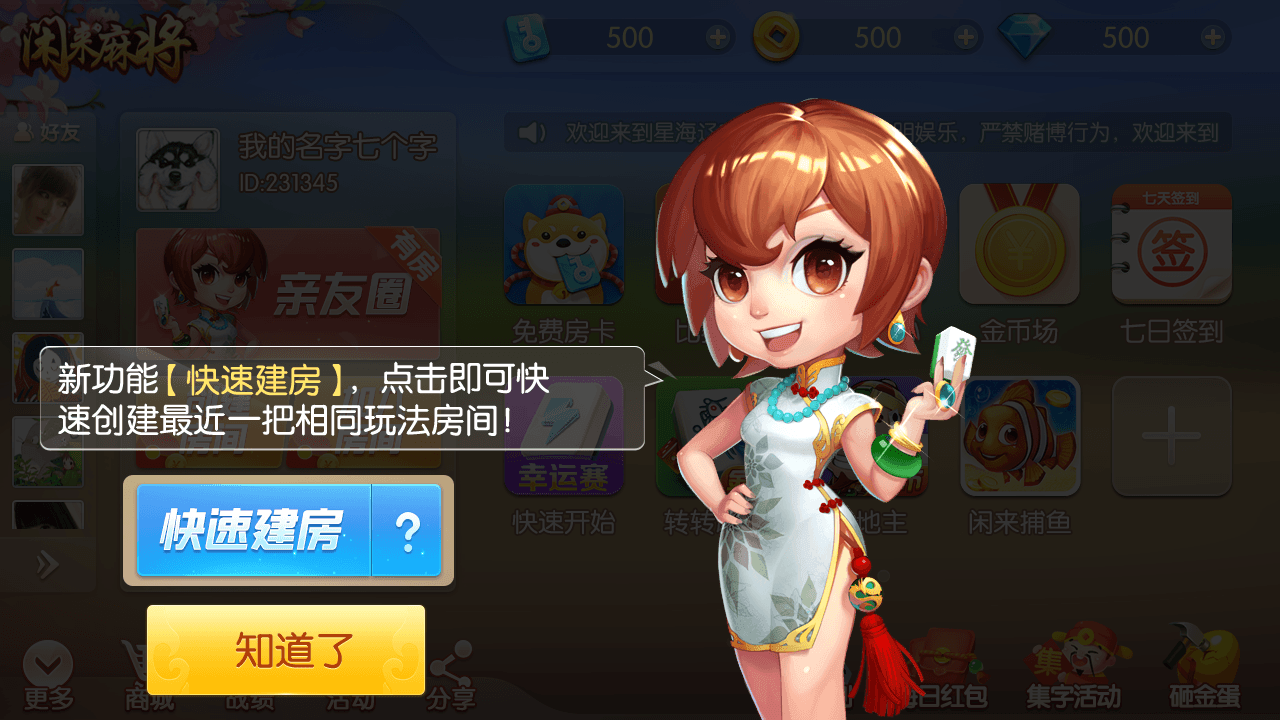 闲来麻将
500
500
500
好友
我的名字七个字
ID:231345
欢迎来到星海
明娱乐，严禁赌博行为，欢迎来到
有房
亲友圈
七天签到
签
免费房卡
比
金币场
七日签到
新功能【快速建房】，点击即可快
速创建最近一把相同玩法房间！
房间
房间
發
幸运赛
快速开始
转转
地主
闲来捕鱼
快速建房
?
知道了
更多
商城
战绩
活动
分享
日红包
集
集字活动
砸金蛋